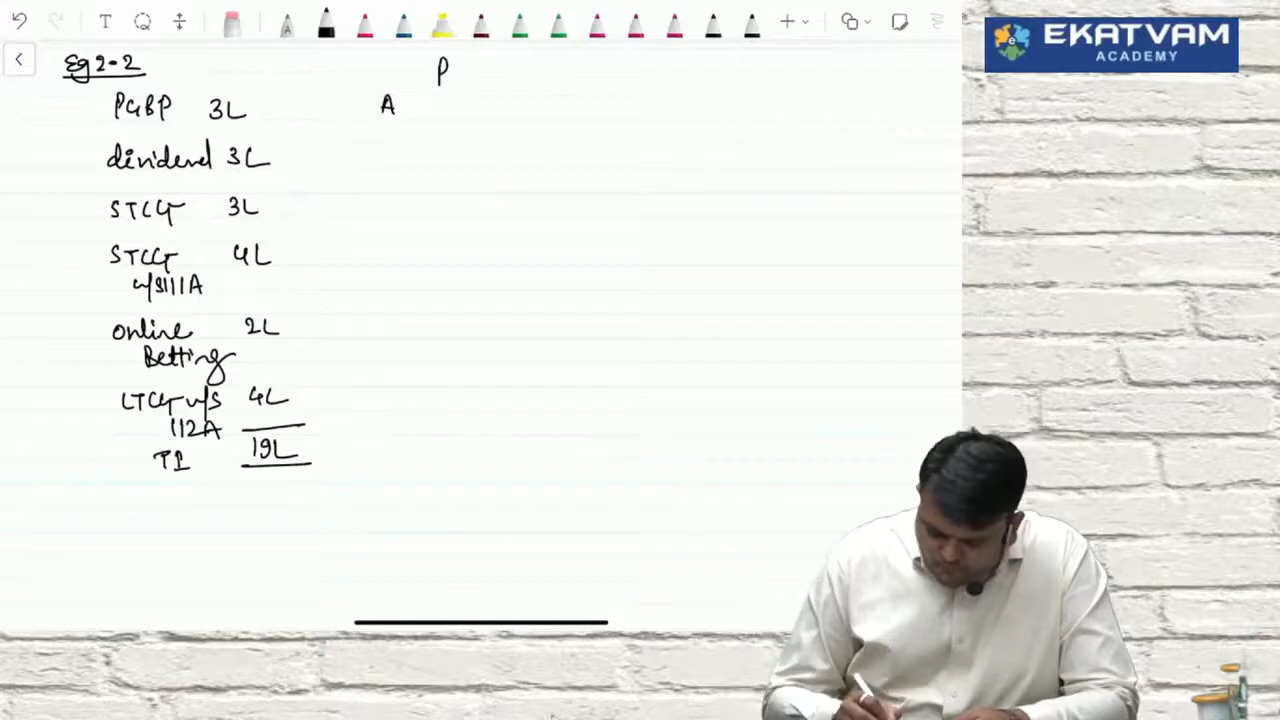 T
A
EKATVAM
ACADEMY
Eg 2.2
P
PGBP 3L
A
dividend 3L
STCG 3L
STCG 4L
u/s 111A
online 2L
Betting
LTCG u/s 4L
112A
TI 19L